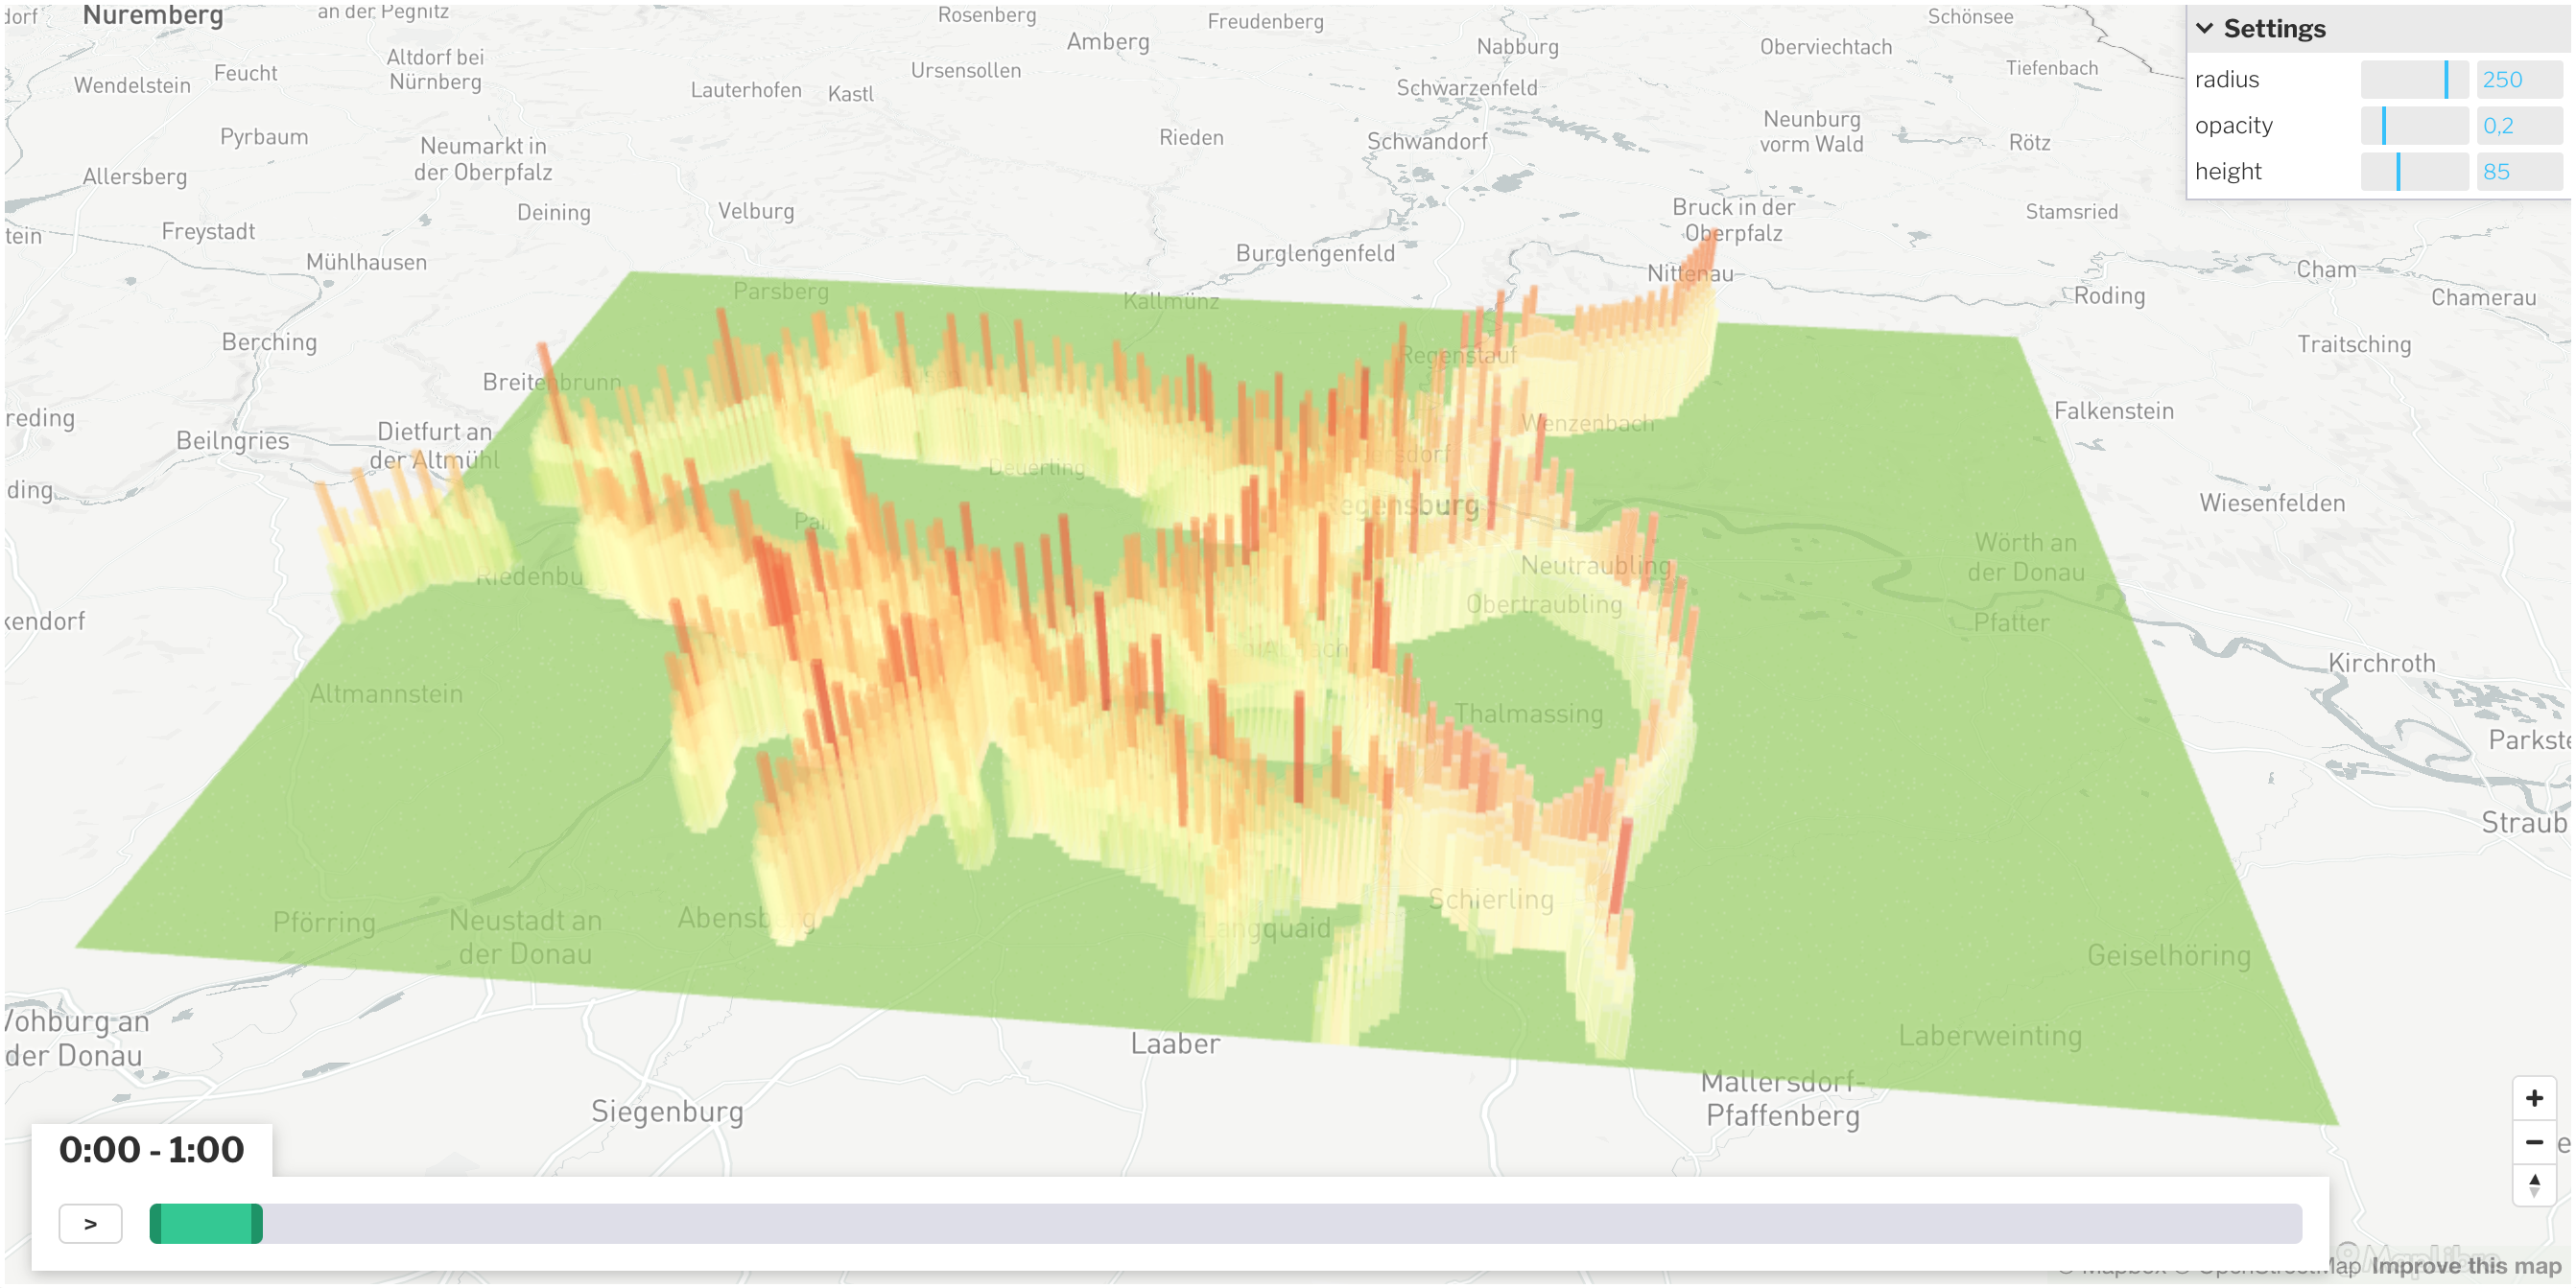 Nuremberg
an der Pegnitz
Rosenberg
Freudenberg
Schönsee
Settings
Amberg
Nabburg
Oberviechtach
Altdorf bei
Nürnberg
Feucht
Wendelstein
Ursensollen
Tiefenbach
radius
250
Lauterhofen
Kastl
Schwarzenfeld
opacity
0,2
Pyrbaum
Rieden
Schwandorf
Neunburg
vorm Wald
Rötz
Neumarkt in
der Oberpfalz
height
85
Allersberg
Deining
Velburg
Bruck in der
Oberpfalz
Stamsried
tein
Freystadt
Mühlhausen
Burglengenfeld
Nittenau
Cham
Parsberg
Kallmünz
Roding
Chamerau
Berching
Regenstauf
Traitsching
Breitenbrunn
reding
Beilngries
Dietfurt an
der Altmühl
Wenzenbach
Falkenstein
Deuerling
ding
egensburg
Wiesenfelden
Neutraubling
Wörth an
der Donau
Riedenbu
Obertraubling
Pfatter
kendorf
Kirchroth
Altmannstein
Thalmassing
Parkste
Straub
Schierling
Pförring
Neustadt an
der Donau
Abensberg
Langquaid
Geiselhöring
Vohburg an
der Donau
Laaber
Laberweinting
Siegenburg
Mallersdorf-
Pfaffenberg
+
−
0:00 - 1:00
>
© Mapbox © OpenStreetMap Improve this map